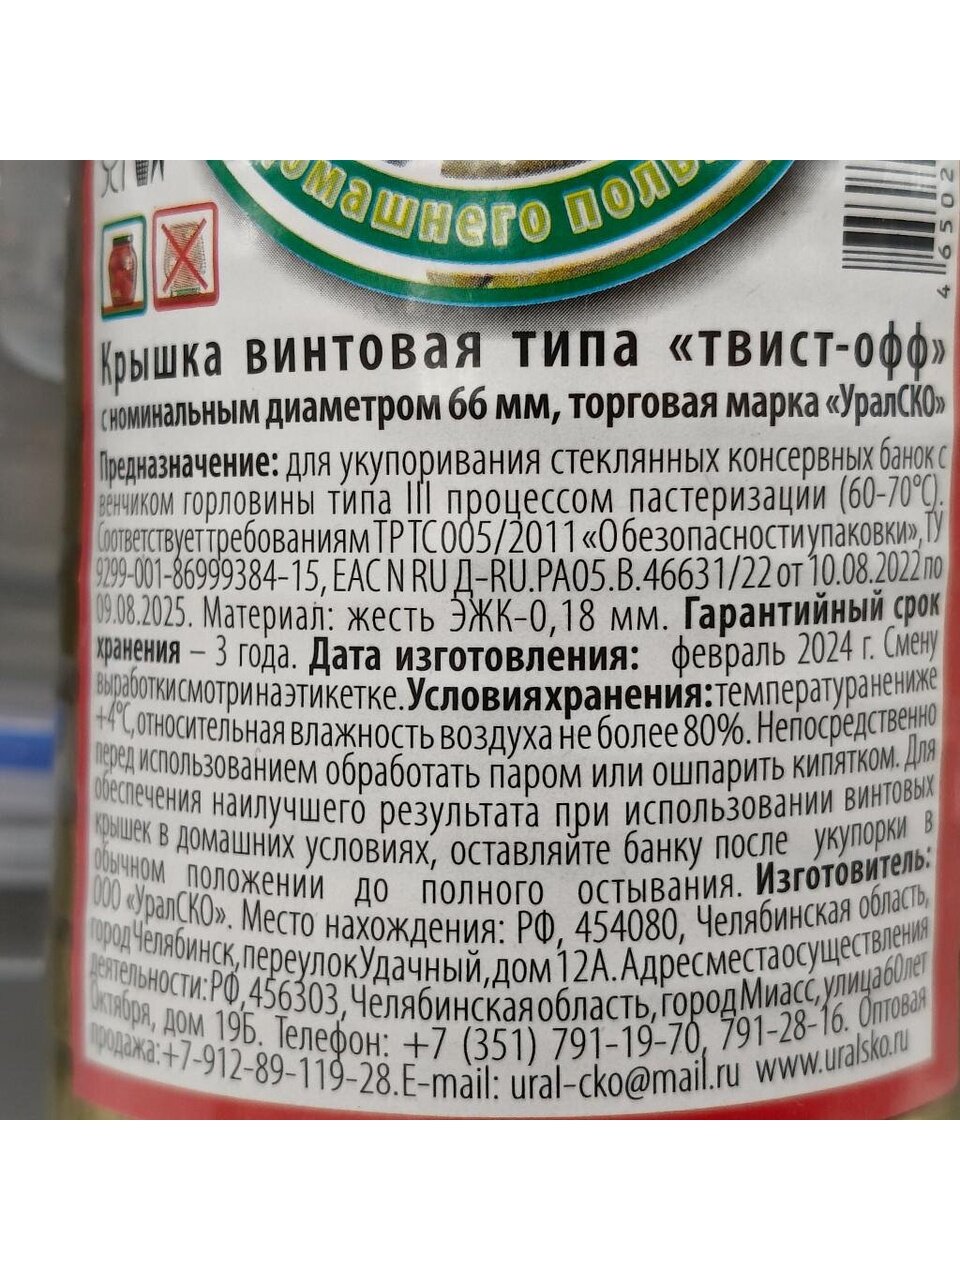 домашнего
46502
Крышка винтовая типа «твист-офф»
с номинальным диаметром 66 мм, торговая марка «УралСКО»
Предназначение: для укупоривания стеклянных консервных банок с
венчиком горловины типа III процессом пастеризации (60-70°C).
Соответствует требованиям ТР ТС 005/2011 «О безопасности упаковки», ТУ
9299-001-86999384-15, ЕАС N RU Д-RU.РА05.В.46631/22 от 10.08.2022 по
09.08.2025. Материал: жесть ЭЖК-0,18 мм. Гарантийный срок
хранения – 3 года. Дата изготовления: февраль 2024 г. Смену
выработки смотри на этикетке. Условия хранения: температура не ниже
+4°C, относительная влажность воздуха не более 80%. Непосредственно
перед использованием обработать паром или ошпарить кипятком. Для
обеспечения наилучшего результата при использовании винтовых
крышек в домашних условиях, оставляйте банку после укупорки в
обычном положении до полного остывания. Изготовитель:
ООО «УралСКО». Место нахождения: РФ, 454080, Челябинская область,
город Челябинск, переулок Удачный, дом 12А. Адрес места осуществления
деятельности: РФ, 456303, Челябинская область, город Миасс, улица 60 лет
Октября, дом 19Б. Телефон: +7 (351) 791-19-70, 791-28-16. Оптовая
продажа: +7-912-89-119-28. E-mail: ural-cko@mail.ru www.uralsko.ru